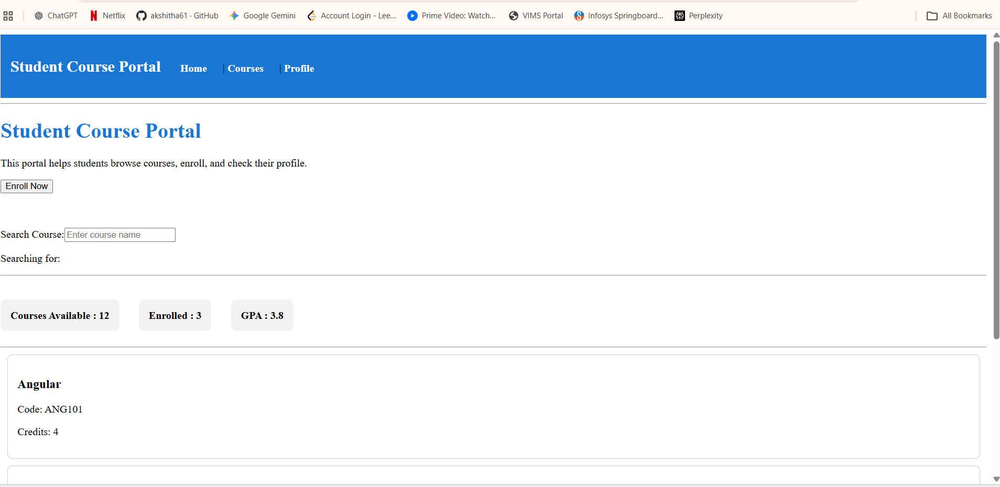 ChatGPT Netflix akshitha61 · GitHub Google Gemini Account Login - Lee... Prime Video: Watch... VIMS Portal Infosys Springboard... Perplexity All Bookmarks
Student Course Portal Home | Courses | Profile
Student Course Portal
This portal helps students browse courses, enroll, and check their profile.
Enroll Now
Search Course: Enter course name
Searching for:
Courses Available : 12 Enrolled : 3 GPA : 3.8
Angular
Code: ANG101
Credits: 4